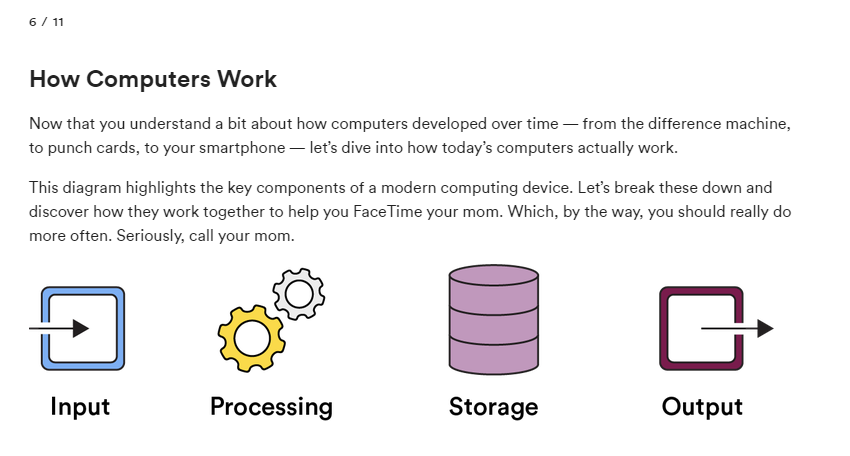 6 / 11
How Computers Work
Now that you understand a bit about how computers developed over time — from the difference machine,
to punch cards, to your smartphone — let’s dive into how today’s computers actually work.
This diagram highlights the key components of a modern computing device. Let’s break these down and
discover how they work together to help you FaceTime your mom. Which, by the way, you should really do
more often. Seriously, call your mom.
Input
Processing
Storage
Output